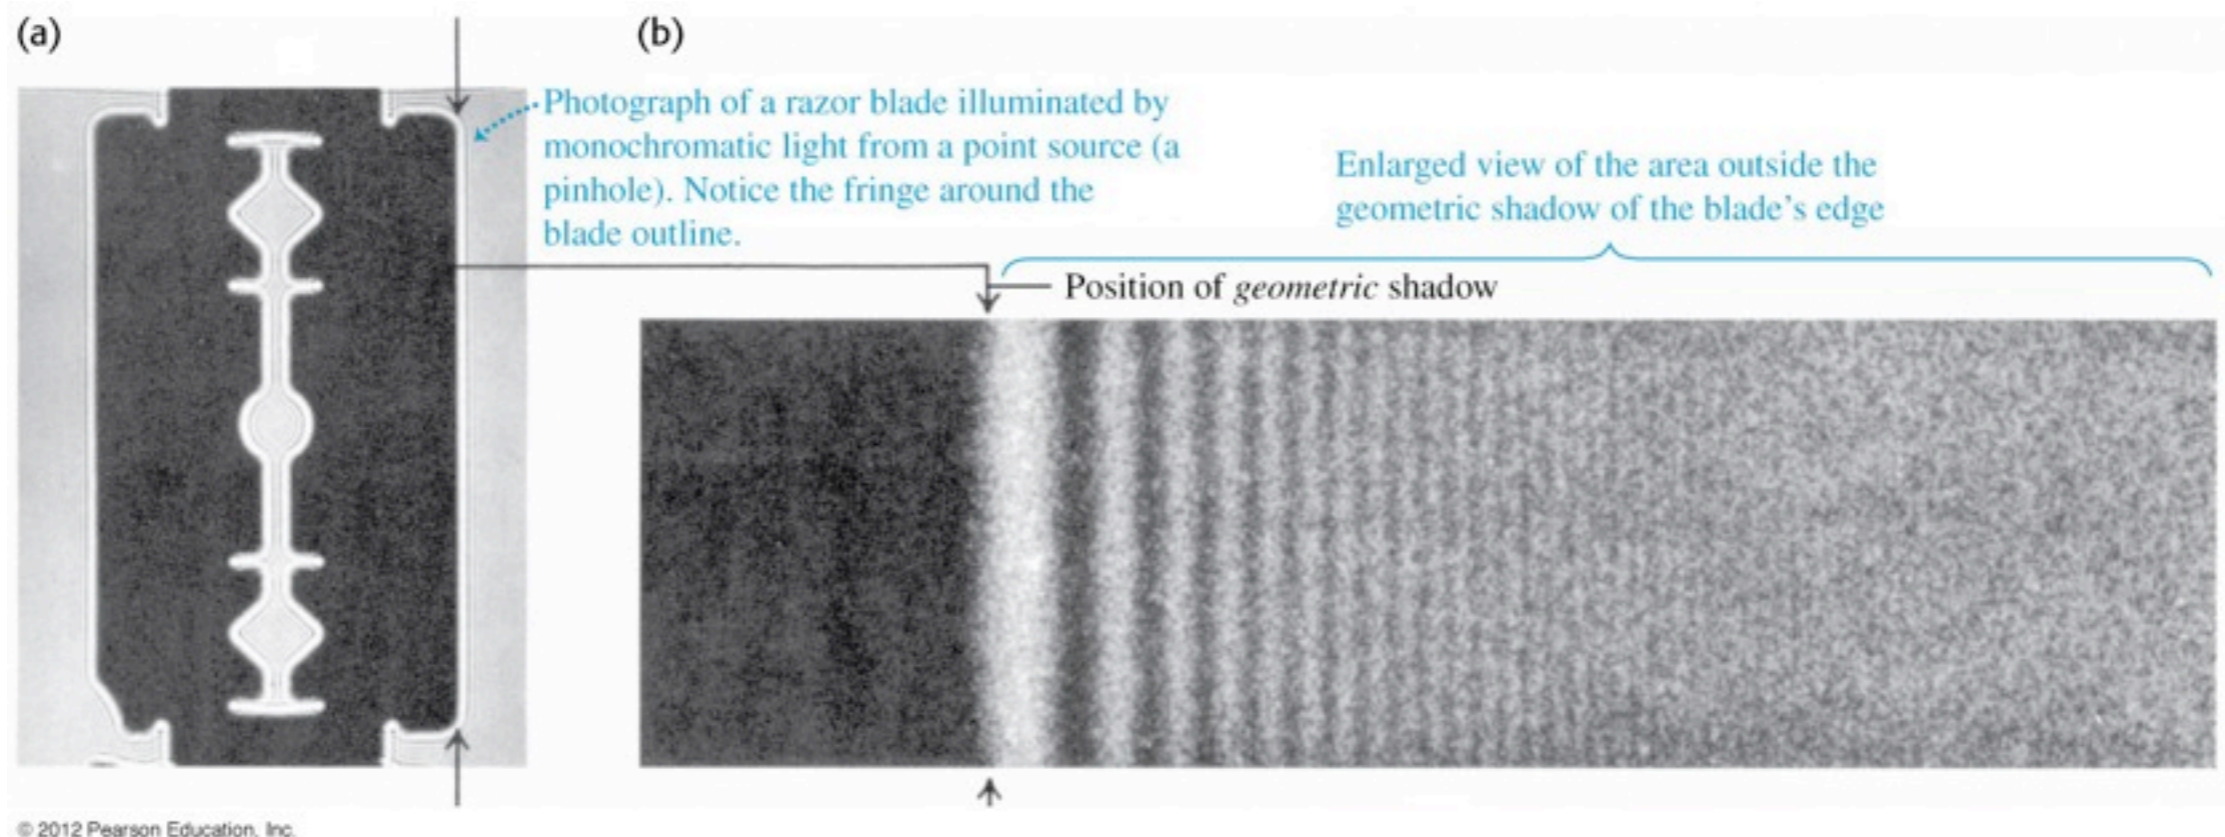 (a)
Photograph of a razor blade illuminated by
monochromatic light from a point source (a
pinhole). Notice the fringe around the
blade outline.
(b)
Enlarged view of the area outside the
geometric shadow of the blade's edge
Position of geometric shadow
© 2012 Pearson Education, Inc.